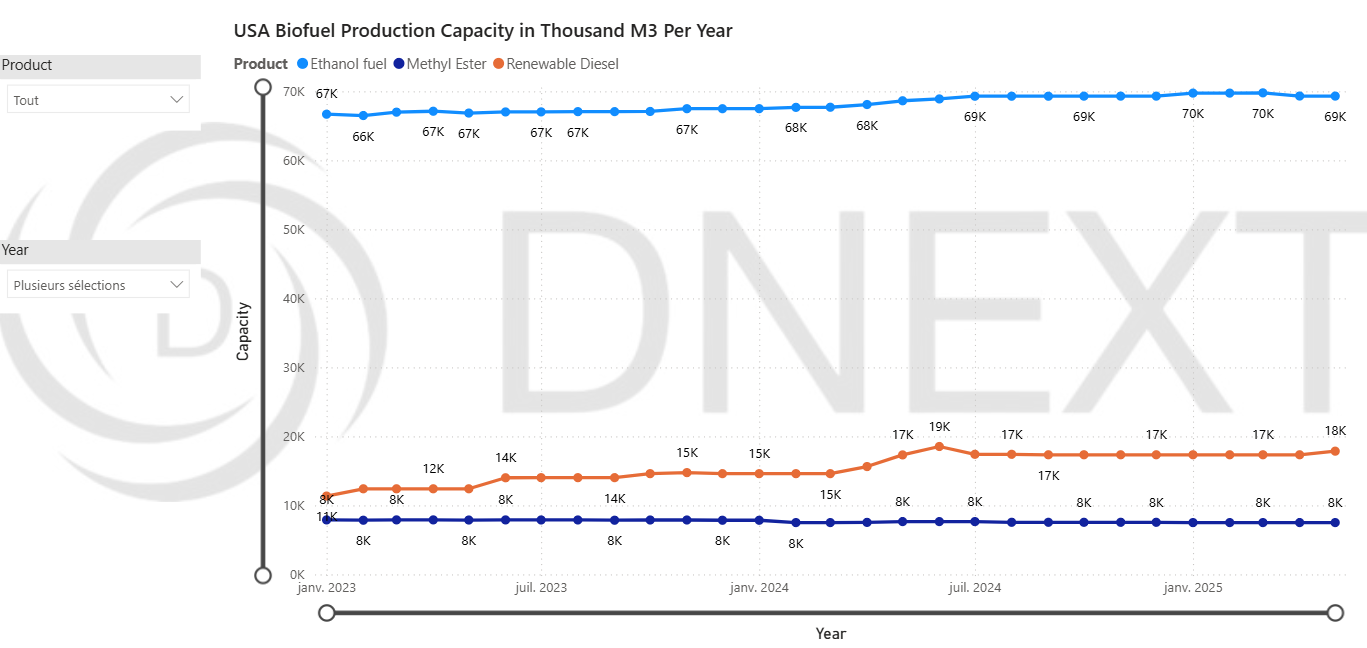 USA Biofuel Production Capacity in Thousand M3 Per Year
Product
Tout
Year
Plusieurs sélections
Product Ethanol fuel Methyl Ester Renewable Diesel
Capacity
70K
60K
50K
40K
30K
20K
10K
0K
67K 66K 67K 67K 67K 67K 67K 68K 68K 69K 69K 70K 70K 69K
11K 12K 14K 14K 15K 15K 15K 17K 19K 17K 17K 17K 17K 18K
8K 8K 8K 8K 8K 8K 8K 8K 8K 8K 8K 8K 8K 8K
janv. 2023 juil. 2023 janv. 2024 juil. 2024 janv. 2025
Year
D DNEXT